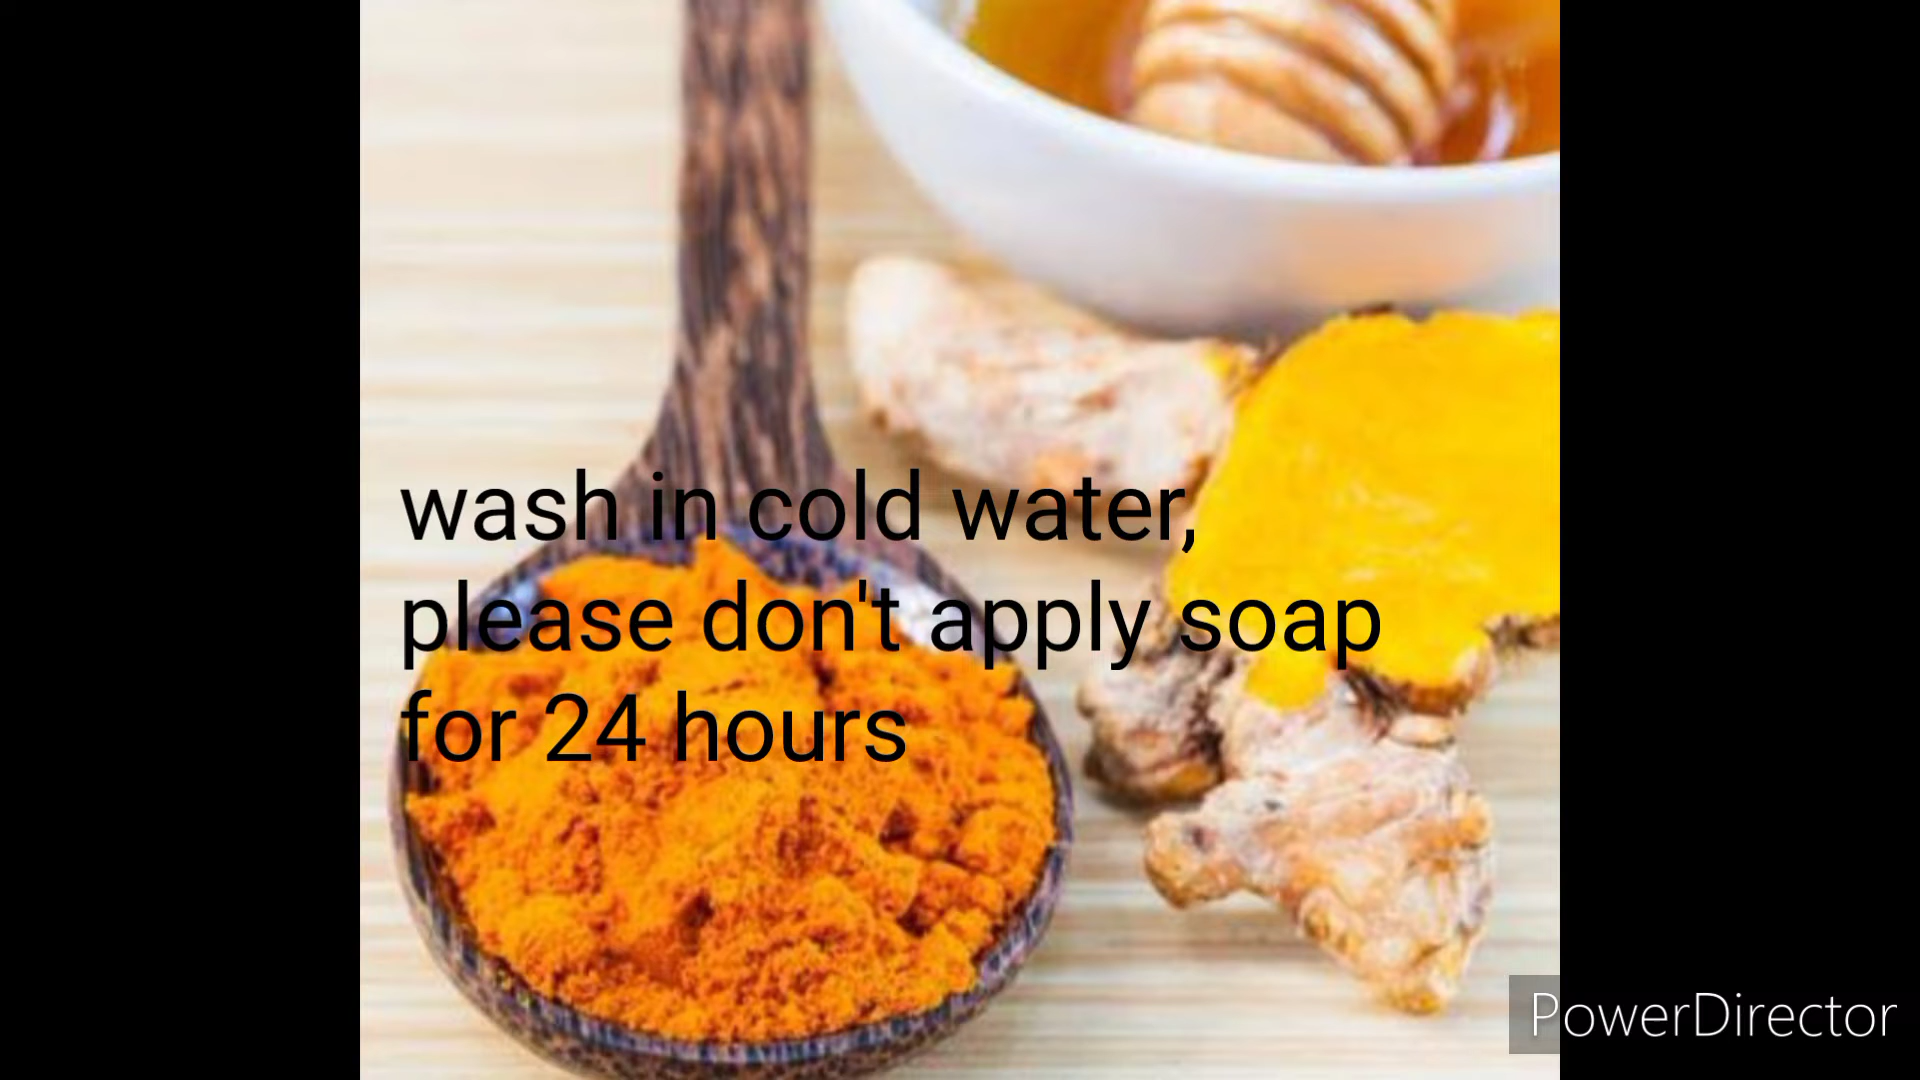 wash in cold water,
please don't apply soap
for 24 hours
PowerDirector